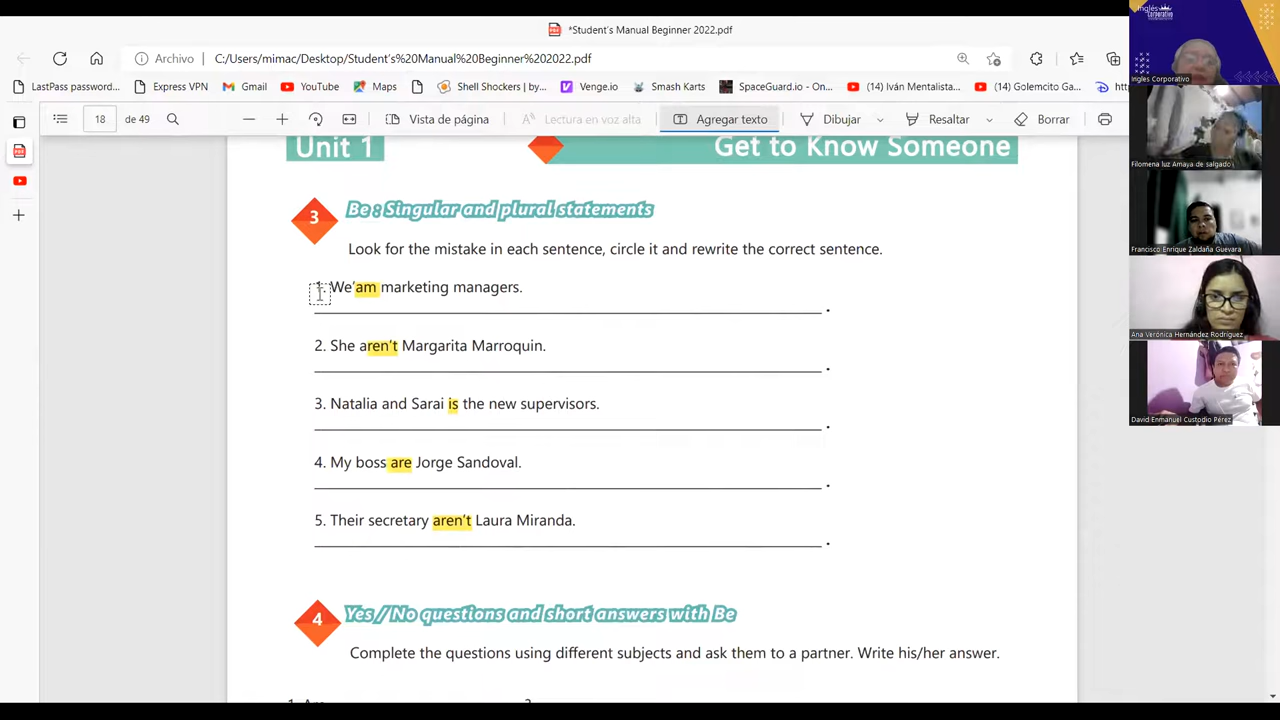 *Student's Manual Beginner 2022.pdf
Archivo
C:/Users/mimac/Desktop/Student's%20Manual%20Beginner%202022.pdf
LastPass password...
Express VPN
Gmail
YouTube
Maps
Shell Shockers | by...
Venge.io
Smash Karts
SpaceGuard.io - On...
(14) Iván Mentalista...
(14) Golemcito Ga...
18
de 49
Vista de página
Lectura en voz alta
Agregar texto
Dibujar
Resaltar
Borrar
Unit 1
Get to Know Someone
3
Be : Singular and plural statements
Look for the mistake in each sentence, circle it and rewrite the correct sentence.
1. We'am marketing managers.
2. She aren't Margarita Marroquin.
3. Natalia and Sarai is the new supervisors.
4. My boss are Jorge Sandoval.
5. Their secretary aren't Laura Miranda.
4
Yes / No questions and short answers with Be
Complete the questions using different subjects and ask them to a partner. Write his/her answer.
Inglés
Corporativo
Inglés Corporativo
Filomena luz Amaya de salgado
Francisco Enrique Zaldaña Guevara
Ana Verónica Hernández Rodríguez
David Enmanuel Custodio Pérez